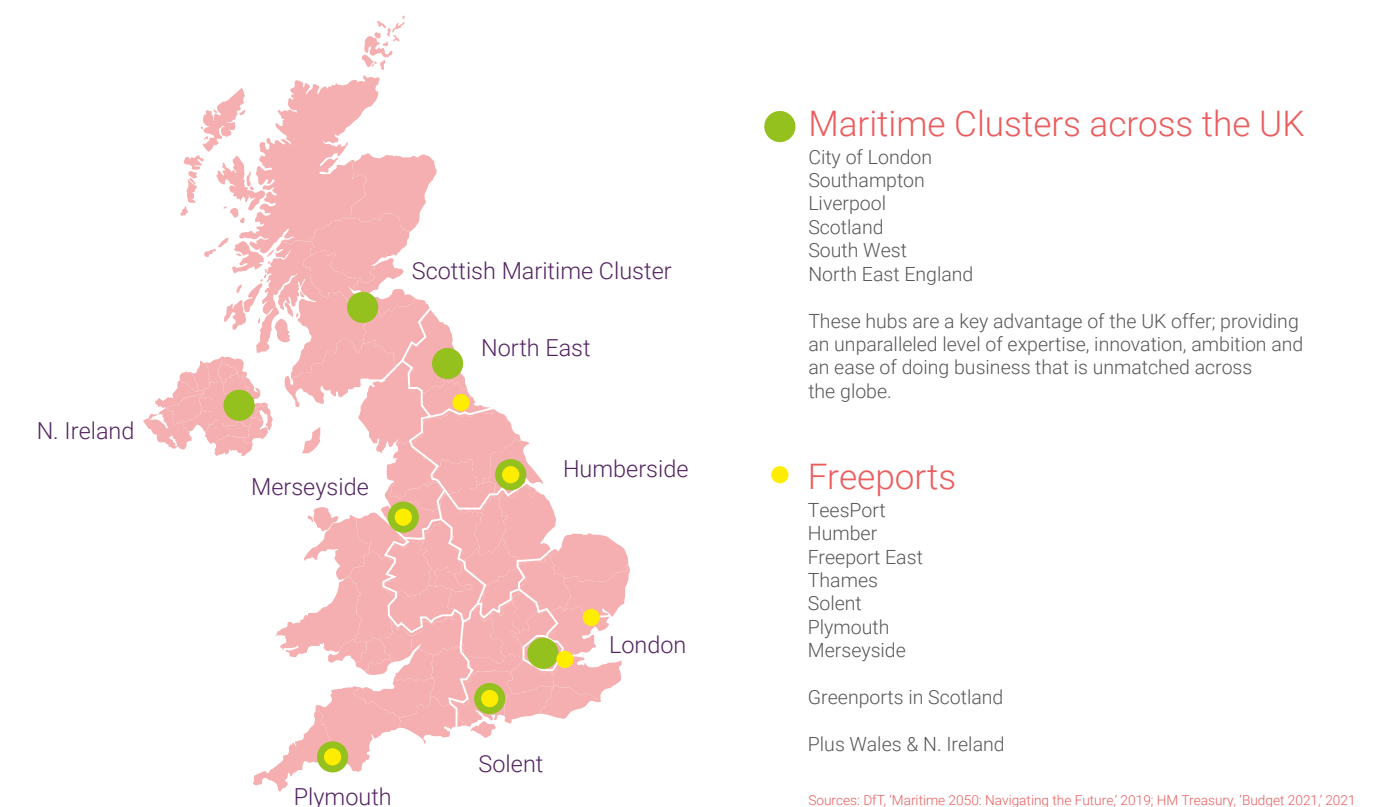 Scottish Maritime Cluster
North East
N. Ireland
Humberside
Merseyside
London
Solent
Plymouth
Maritime Clusters across the UK
City of London
Southampton
Liverpool
Scotland
South West
North East England
These hubs are a key advantage of the UK offer; providing
an unparalleled level of expertise, innovation, ambition and
an ease of doing business that is unmatched across
the globe.
Freeports
TeesPort
Humber
Freeport East
Thames
Solent
Plymouth
Merseyside
Greenports in Scotland
Plus Wales & N. Ireland
Sources: DfT, ‘Maritime 2050: Navigating the Future,’ 2019; HM Treasury, ‘Budget 2021,’ 2021